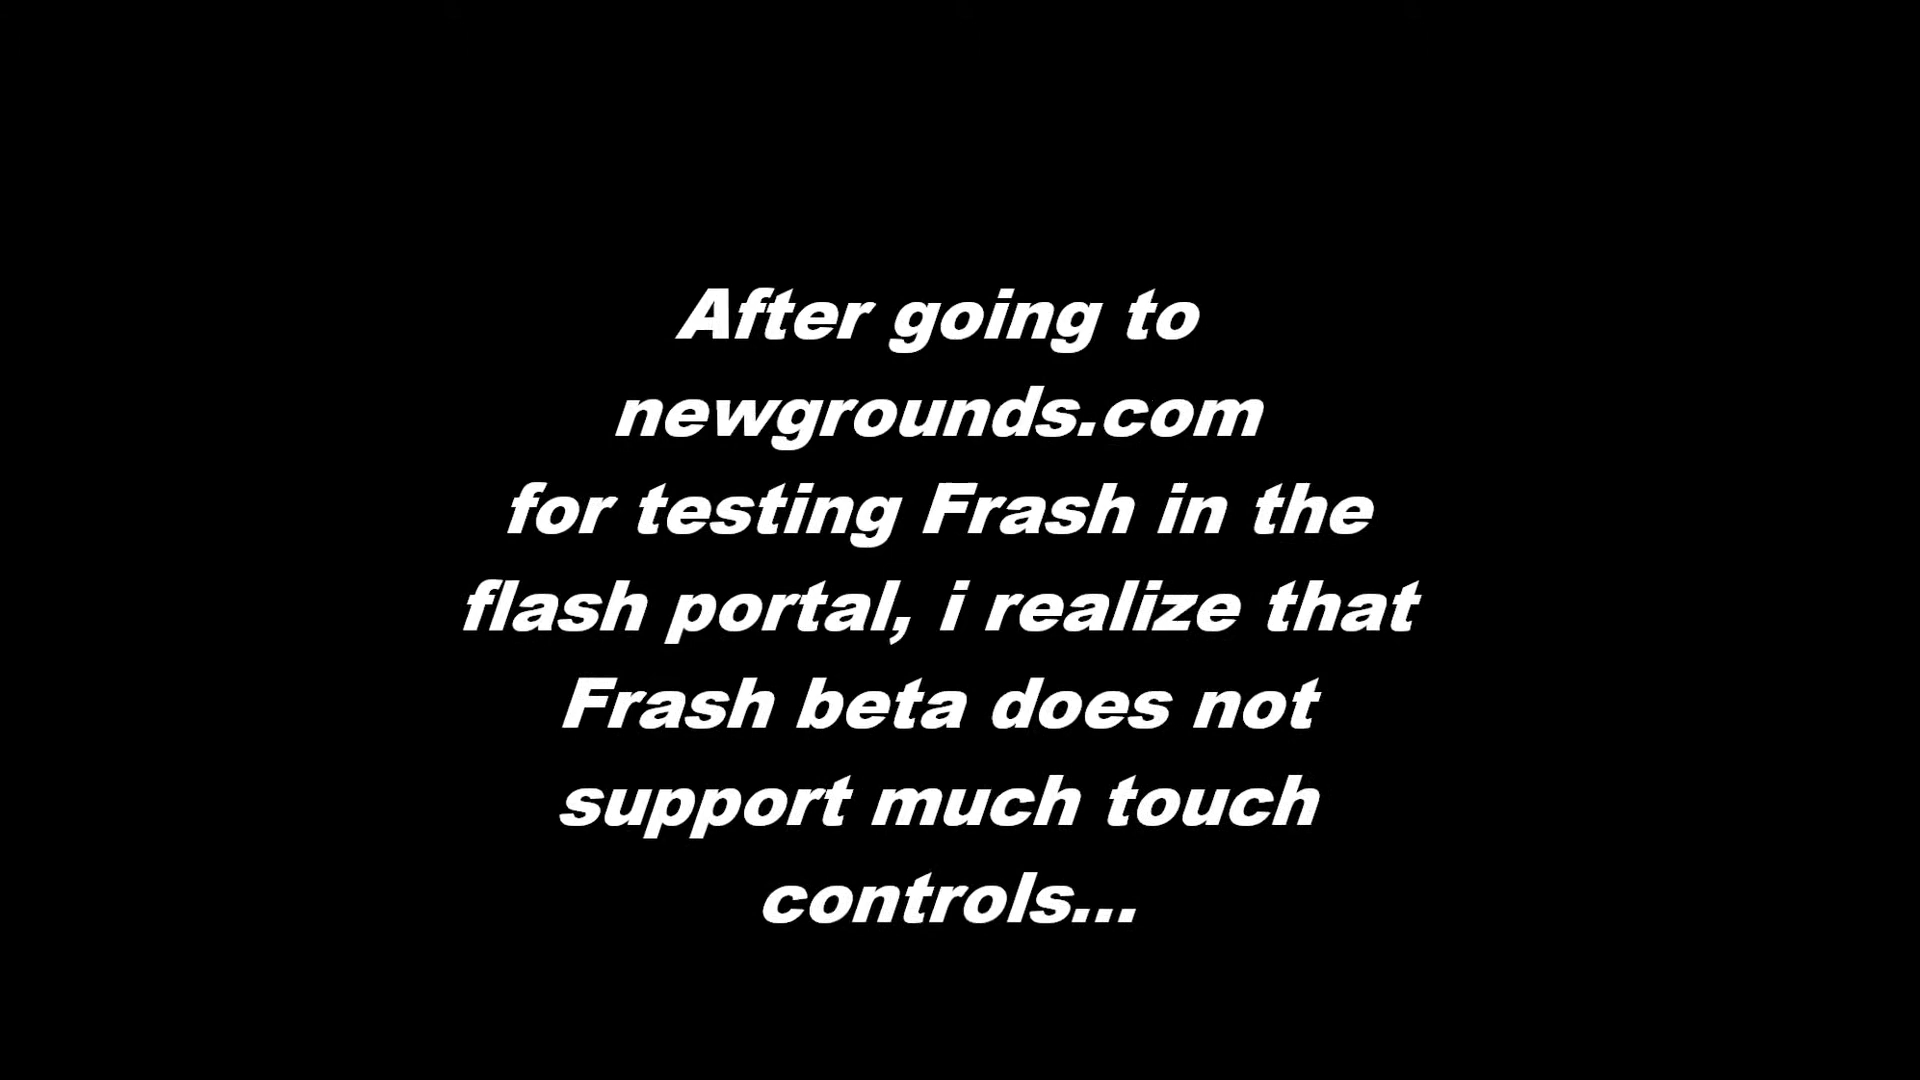 After going to
newgrounds.com
for testing Frash in the
flash portal, i realize that
Frash beta does not
support much touch
controls...